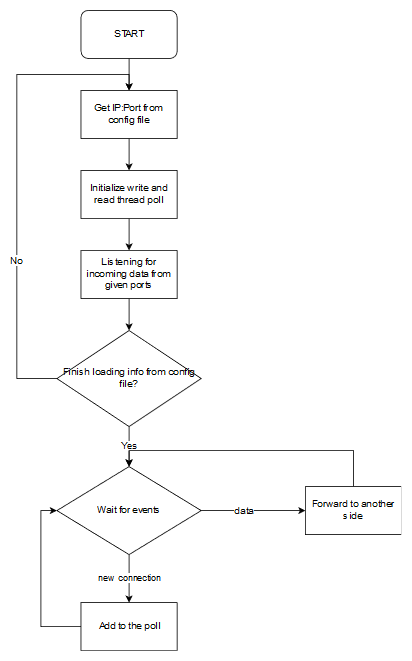 START
Get IP:Port from
config file
Initialize write and
read thread poll
Listening for
incoming data from
given ports
No
Finish loading info from config
file?
Yes
Wait for events
data
Forward to another
side
new connection
Add to the poll